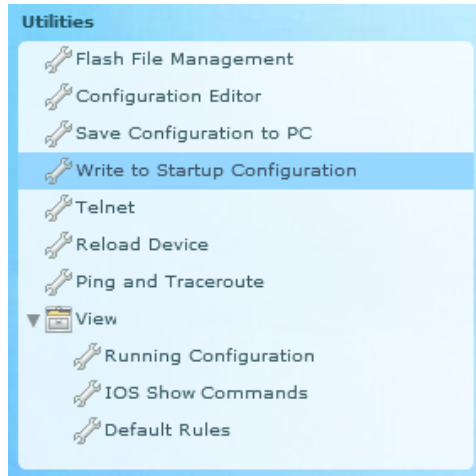 Utilities
Flash File Management
Configuration Editor
Save Configuration to PC
Write to Startup Configuration
Telnet
Reload Device
Ping and Traceroute
View
Running Configuration
IOS Show Commands
Default Rules